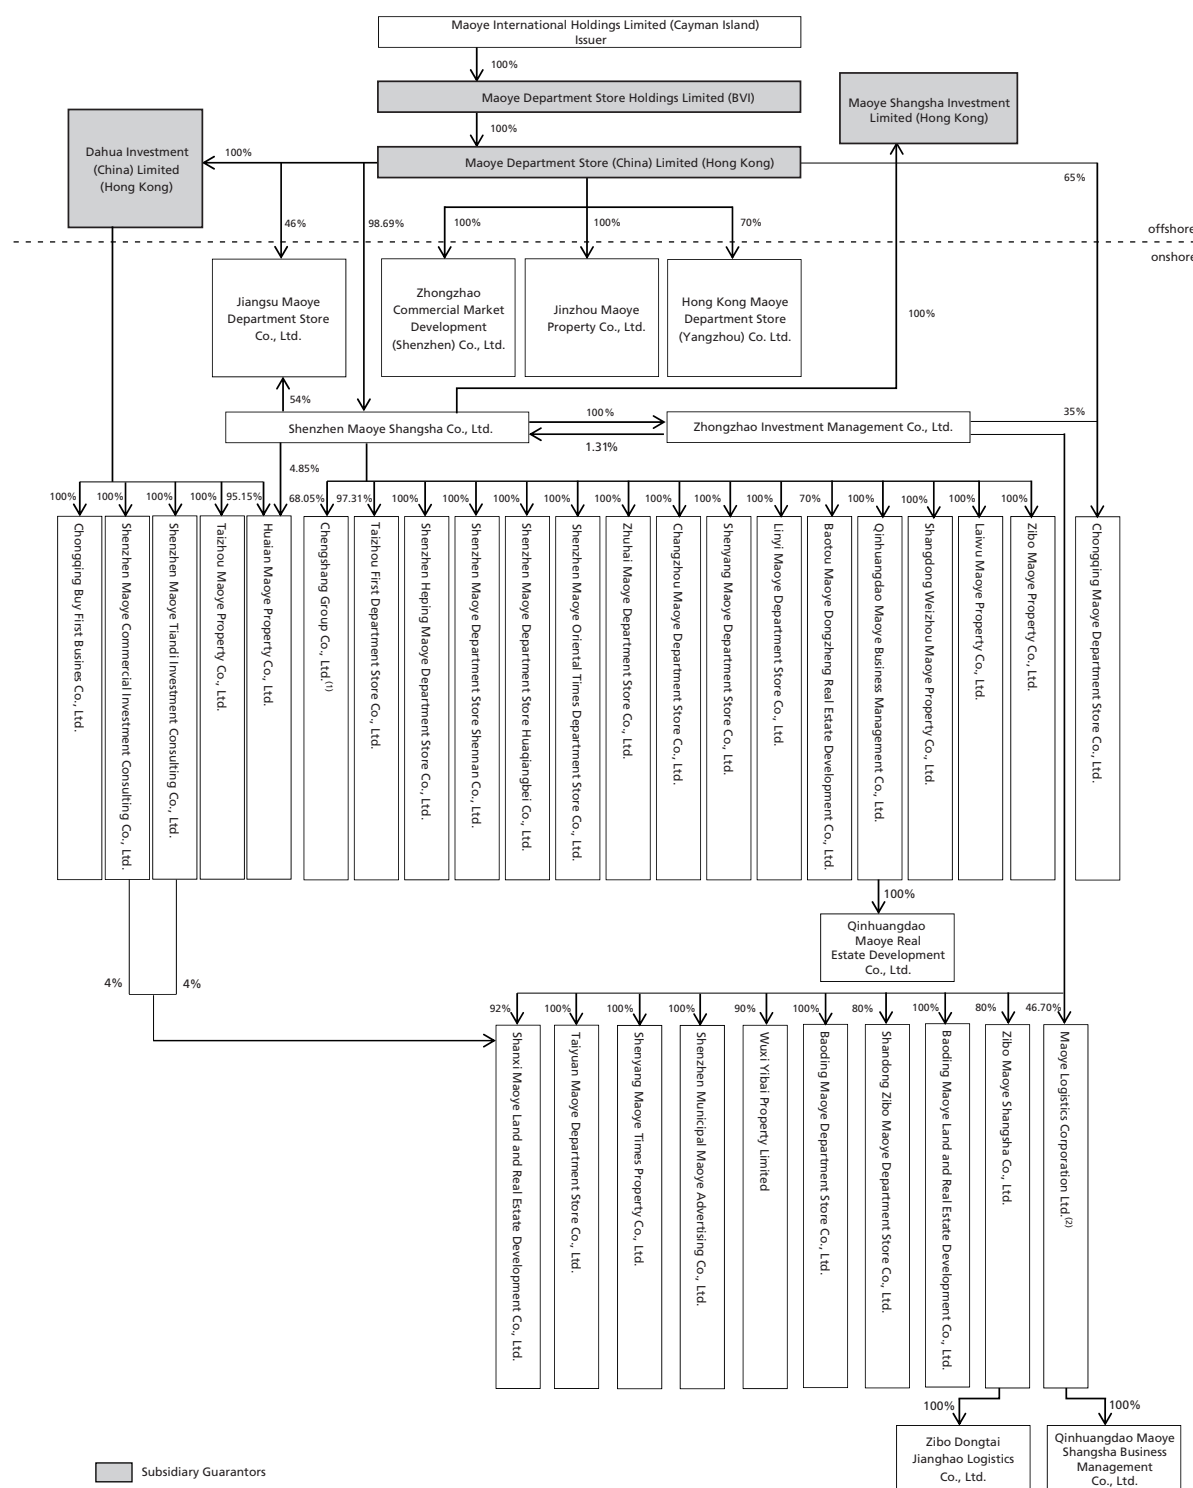 Maoye International Holdings Limited (Cayman Island)
Issuer
100%
Maoye Department Store Holdings Limited (BVI)
Maoye Shangsha Investment
Limited (Hong Kong)
100%
Dahua Investment
(China) Limited
(Hong Kong)
100%
Maoye Department Store (China) Limited (Hong Kong)
65%
46%
98.69%
100%
100%
70%
offshore
onshore
Jiangsu Maoye
Department Store
Co., Ltd.
Zhongzhao
Commercial Market
Development
(Shenzhen) Co., Ltd.
Jinzhou Maoye
Property Co., Ltd.
Hong Kong Maoye
Department Store
(Yangzhou) Co. Ltd.
100%
54%
Shenzhen Maoye Shangsha Co., Ltd.
100%
1.31%
Zhongzhao Investment Management Co., Ltd.
35%
4.85%
100%
100%
100%
100%
95.15%
68.05%
97.31%
100%
100%
100%
100%
100%
100%
100%
100%
70%
100%
100%
100%
100%
Chongqing Buy First Busines Co., Ltd.
Shenzhen Maoye Commercial Investment Consulting Co., Ltd.
Shenzhen Maoye Tiandi Investment Consulting Co., Ltd.
Taizhou Maoye Property Co., Ltd.
Huaian Maoye Property Co., Ltd.
Chengshang Group Co., Ltd.(1)
Taizhou First Department Store Co., Ltd.
Shenzhen Heping Maoye Department Store Co., Ltd.
Shenzhen Maoye Department Store Shennan Co., Ltd.
Shenzhen Maoye Department Store Huaqiangbei Co., Ltd.
Shenzhen Maoye Oriental Times Department Store Co., Ltd.
Zhuhai Maoye Department Store Co., Ltd.
Changzhou Maoye Department Store Co., Ltd.
Shenyang Maoye Department Store Co., Ltd.
Linyi Maoye Department Store Co., Ltd.
Baotou Maoye Dongzheng Real Estate Development Co., Ltd.
Qinhuangdao Maoye Business Management Co., Ltd.
Shangdong Weizhou Maoye Property Co., Ltd.
Laiwu Maoye Property Co., Ltd.
Zibo Maoye Property Co., Ltd.
Chongqing Maoye Department Store Co., Ltd.
100%
Qinhuangdao
Maoye Real
Estate Development
Co., Ltd.
4%
4%
92%
100%
100%
100%
90%
100%
80%
100%
80%
46.70%
Shanxi Maoye Land and Real Estate Development Co., Ltd.
Taiyuan Maoye Department Store Co., Ltd.
Shenyang Maoye Times Property Co., Ltd.
Shenzhen Municipal Maoye Advertising Co., Ltd.
Wuxi Yibai Property Limited
Baoding Maoye Department Store Co., Ltd.
Shandong Zibo Maoye Department Store Co., Ltd.
Baoding Maoye Land and Real Estate Development Co., Ltd.
Zibo Maoye Shangsha Co., Ltd.
Maoye Logistics Corporation Ltd.(2)
100%
100%
Zibo Dongtai
Jianghao Logistics
Co., Ltd.
Qinhuangdao Maoye
Shangsha Business
Management
Co., Ltd.
Subsidiary Guarantors